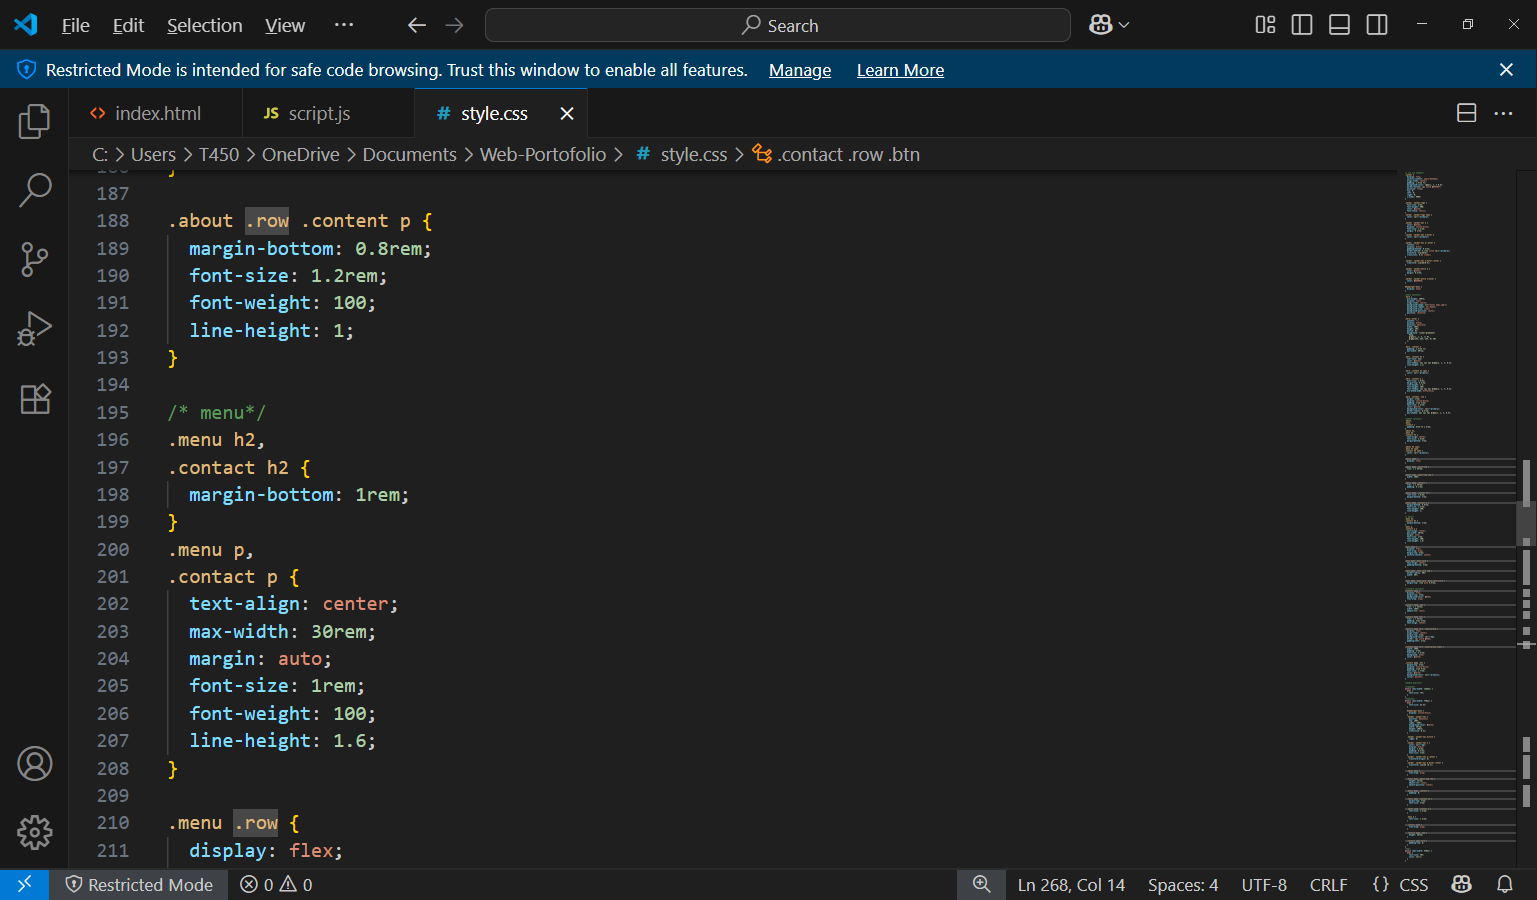 File Edit Selection View ··· Search
Restricted Mode is intended for safe code browsing. Trust this window to enable all features. Manage Learn More
<> index.html JS script.js # style.css
C: > Users > T450 > OneDrive > Documents > Web-Portofolio > # style.css > .contact .row .btn
}
187
188 .about .row .content p {
189 margin-bottom: 0.8rem;
190 font-size: 1.2rem;
191 font-weight: 100;
192 line-height: 1;
193 }
194
195 /* menu*/
196 .menu h2,
197 .contact h2 {
198 margin-bottom: 1rem;
199 }
200 .menu p,
201 .contact p {
202 text-align: center;
203 max-width: 30rem;
204 margin: auto;
205 font-size: 1rem;
206 font-weight: 100;
207 line-height: 1.6;
208 }
209
210 .menu .row {
211 display: flex;
Restricted Mode 0 0 Ln 268, Col 14 Spaces: 4 UTF-8 CRLF {} CSS